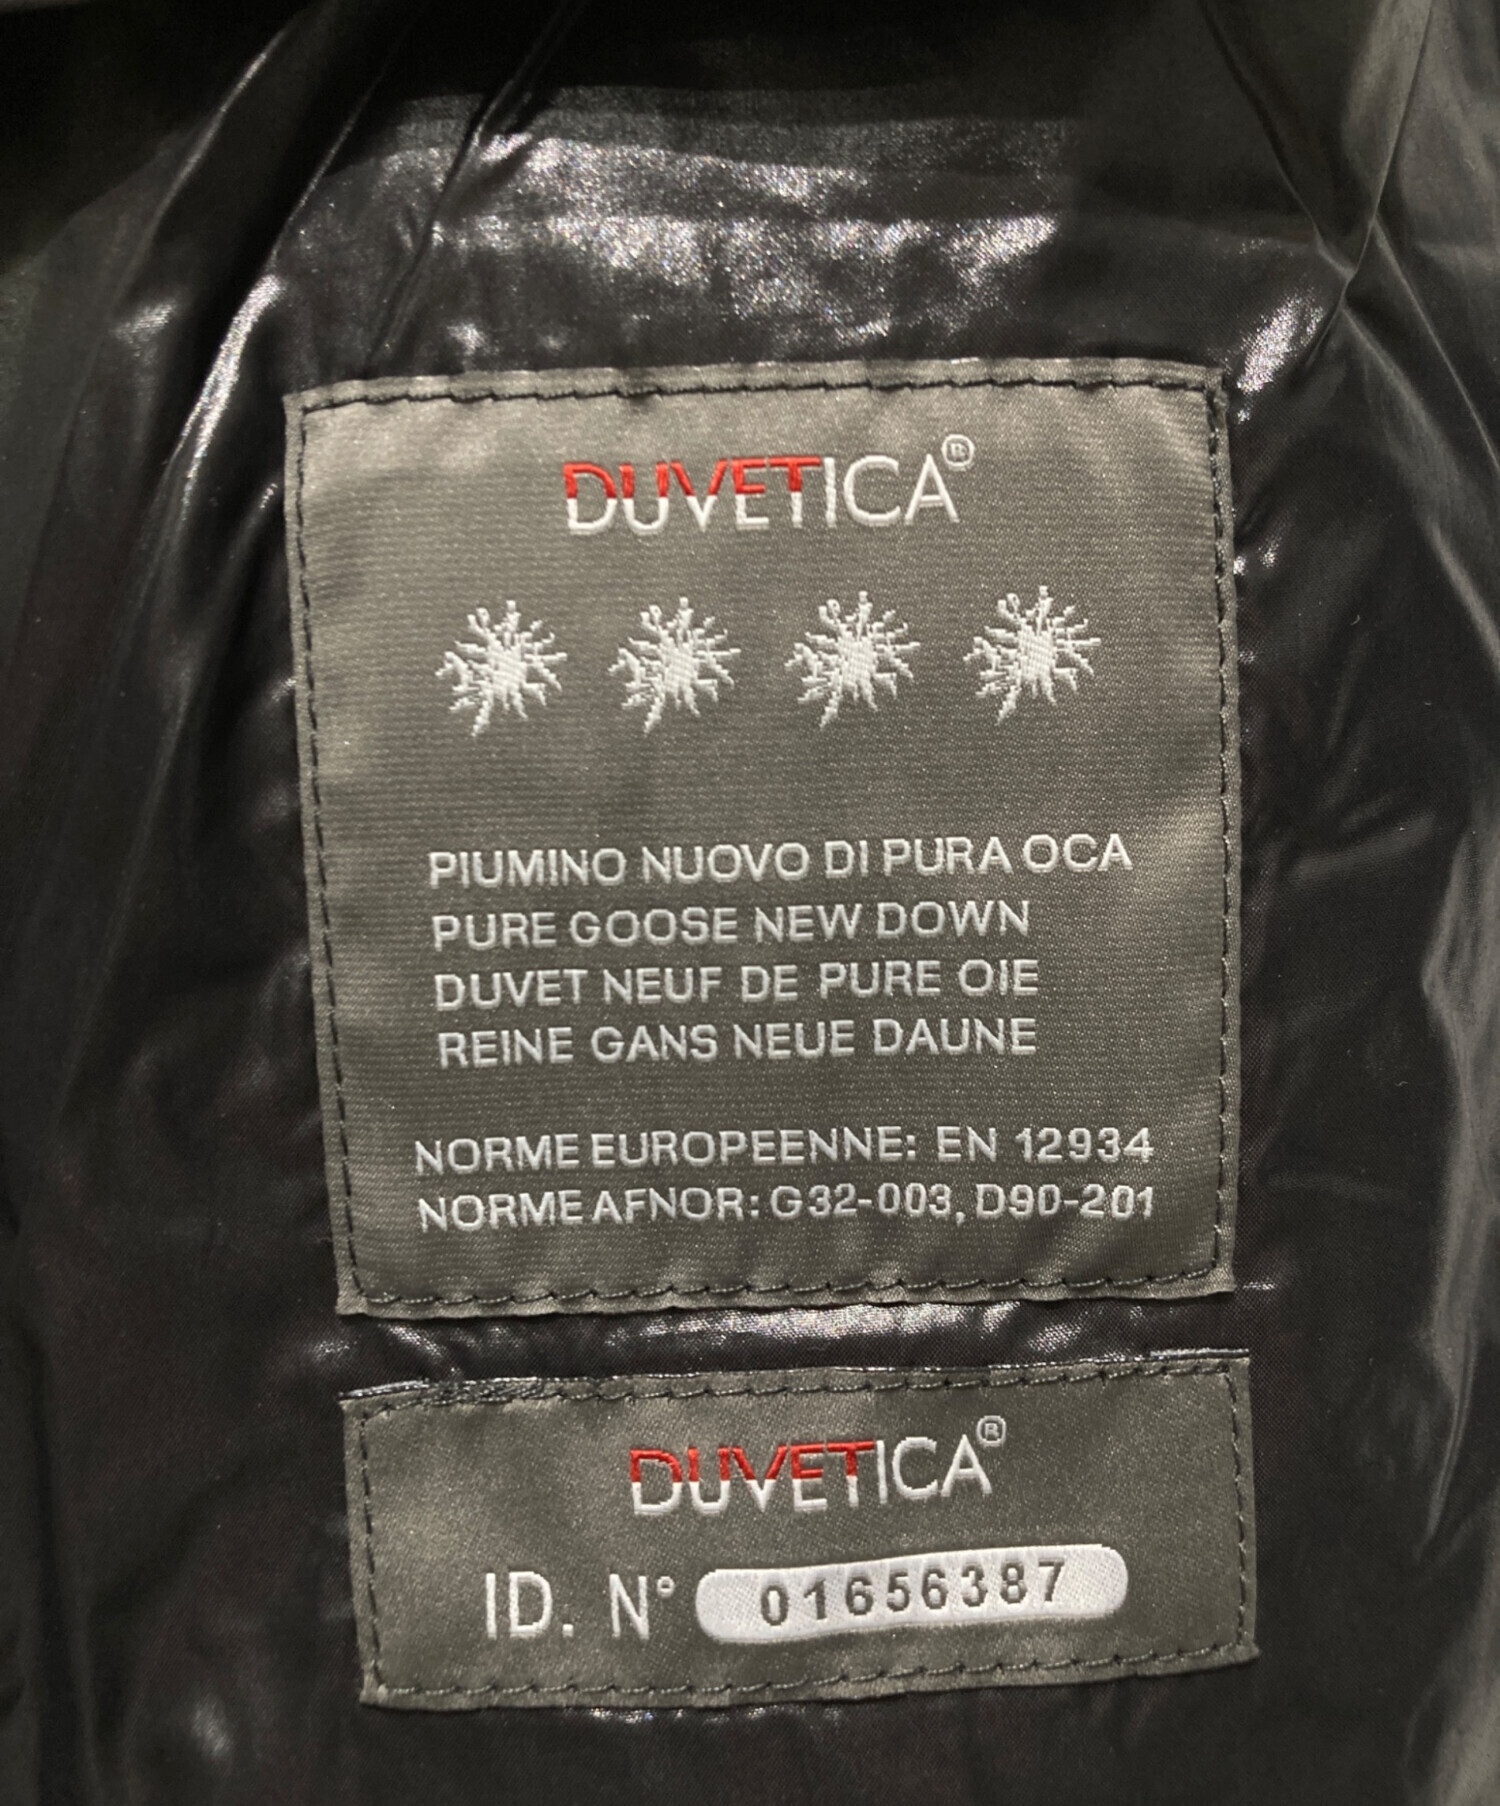 DUVETICA®
PIUMINO NUOVO DI PURA OCA
PURE GOOSE NEW DOWN
DUVET NEUF DE PURE OIE
REINE GANS NEUE DAUNE
NORME EUROPEENNE: EN 12934
NORME AFNOR: G32-003, D90-201
DUVETICA®
ID. N° 01656387